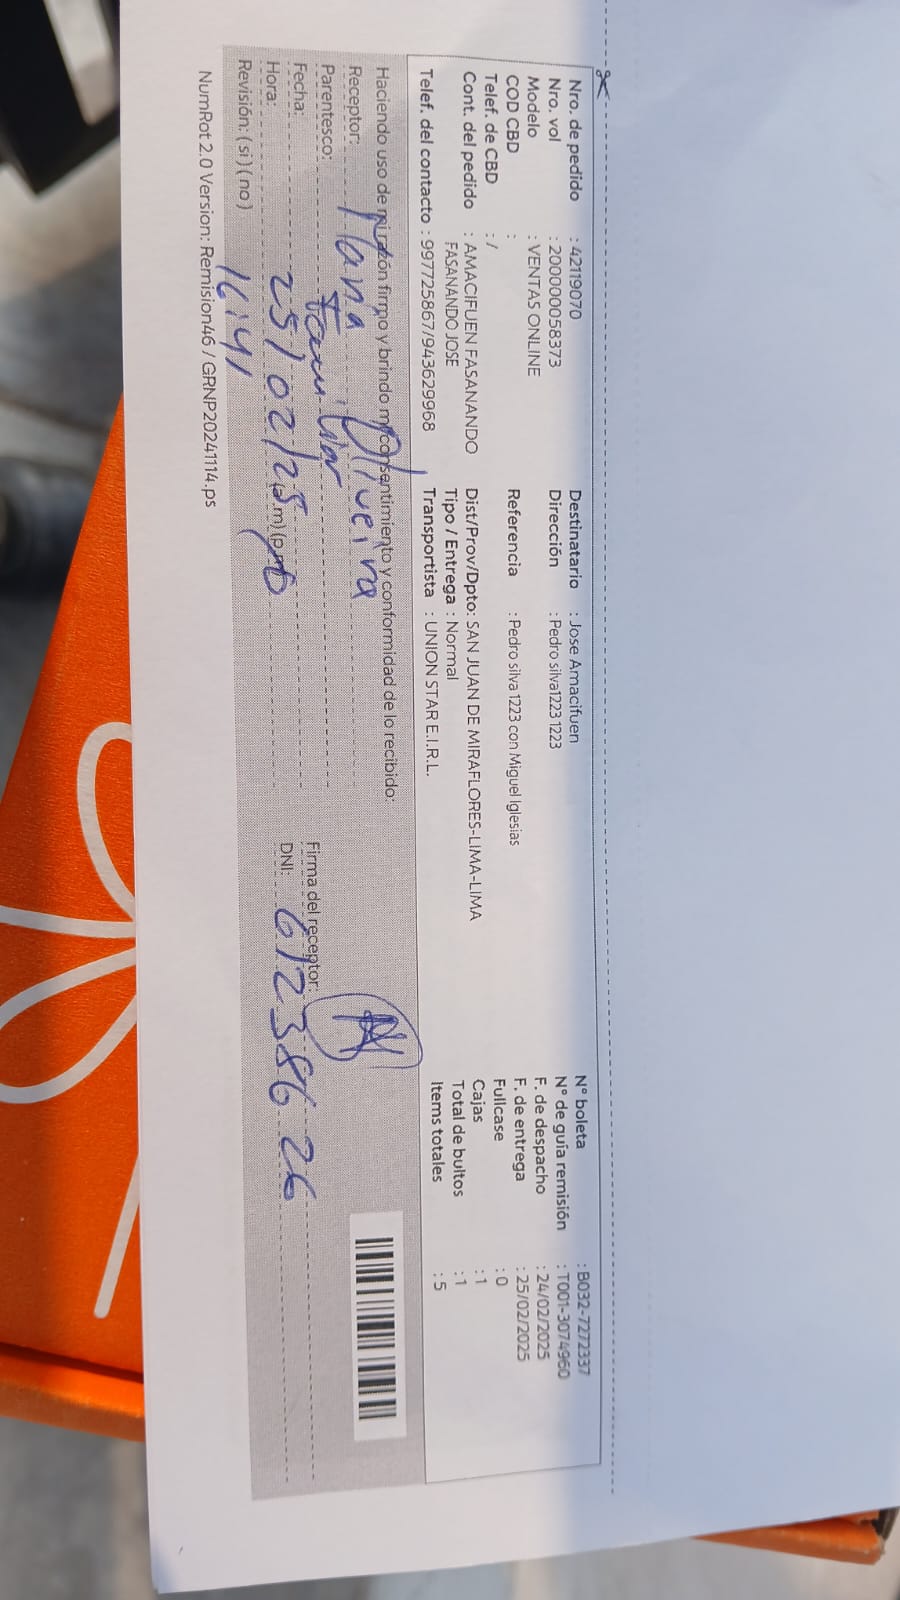 Nro. de pedido : 42119070 Destinatario : Jose Amacifuen N° boleta : B032-7272337
Nro. vol : 200000058373 Dirección : Pedro silva1223 1223 N° de guía remisión : T001-3074960
Modelo : VENTAS ONLINE F. de despacho : 24/02/2025
COD CBD : Referencia : Pedro silva 1223 con Miguel Iglesias F. de entrega : 25/02/2025
Telef. de CBD : / Fullcase : 0
Cont. del pedido : AMACIFUEN FASANANDO Dist/Prov/Dpto: SAN JUAN DE MIRAFLORES-LIMA-LIMA Cajas : 1
FASANANDO JOSE Tipo / Entrega : Normal Total de bultos : 1
Telef. del contacto : 997725867/943629968 Transportista : UNION STAR E.I.R.L. Items totales : 5
Haciendo uso de mi razón firmo y brindo mi consentimiento y conformidad de lo recibido:
Receptor: Maria Olveira
Parentesco: Familiar Firma del receptor:
Fecha: 25/02/25 DNI: 61238626
Hora: 16:41 (a.m) (p.m)
Revisión: ( si ) ( no )
NumRot 2.0 Version: Remision46 / GRNP20241114.ps